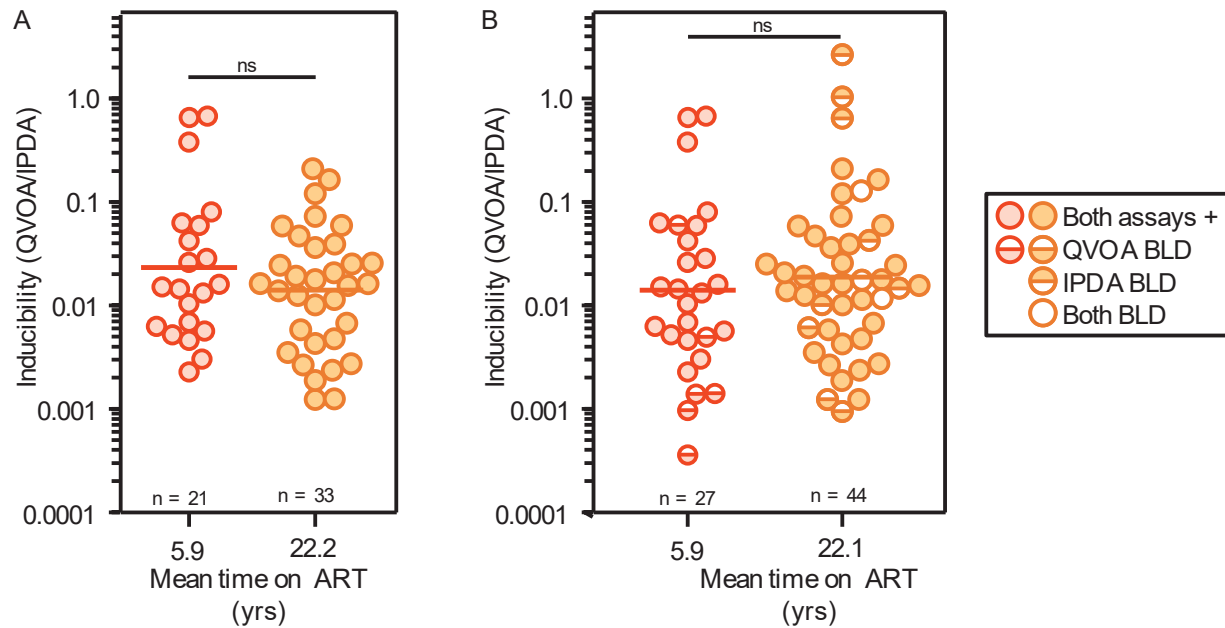 A
Inducibility (QVOA/IPDA)
1.0
0.1
0.01
0.001
0.0001
ns
n = 21
n = 33
5.9
22.2
Mean time on ART
(yrs)
B
Inducibility (QVOA/IPDA)
1.0
0.1
0.01
0.001
0.0001
ns
n = 27
n = 44
5.9
22.1
Mean time on ART
(yrs)
Both assays +
QVOA BLD
IPDA BLD
Both BLD